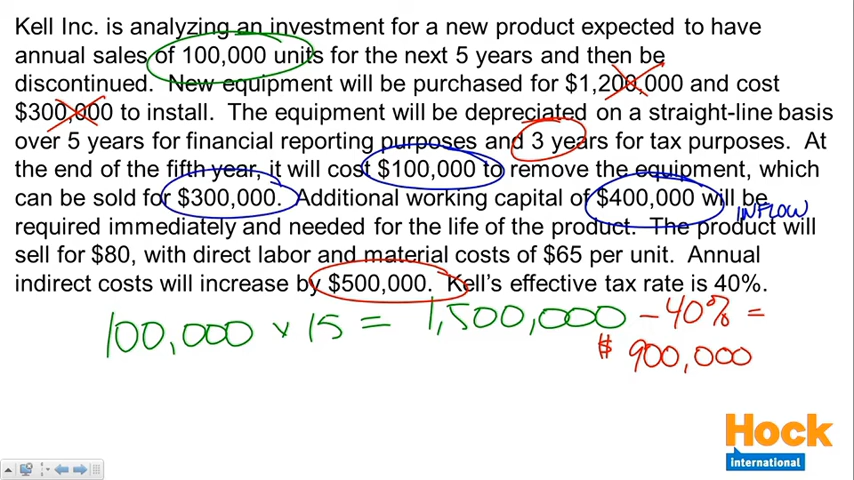 Kell Inc. is analyzing an investment for a new product expected to have
annual sales of 100,000 units for the next 5 years and then be
discontinued. New equipment will be purchased for $1,200,000 and cost
$300,000 to install. The equipment will be depreciated on a straight-line basis
over 5 years for financial reporting purposes and 3 years for tax purposes. At
the end of the fifth year, it will cost $100,000 to remove the equipment, which
can be sold for $300,000. Additional working capital of $400,000 will be
INFLOW
required immediately and needed for the life of the product. The product will
sell for $80, with direct labor and material costs of $65 per unit. Annual
indirect costs will increase by $500,000. Kell's effective tax rate is 40%.
100,000 x 15 = 1,500,000 - 40% =
$ 900,000
Hock
international